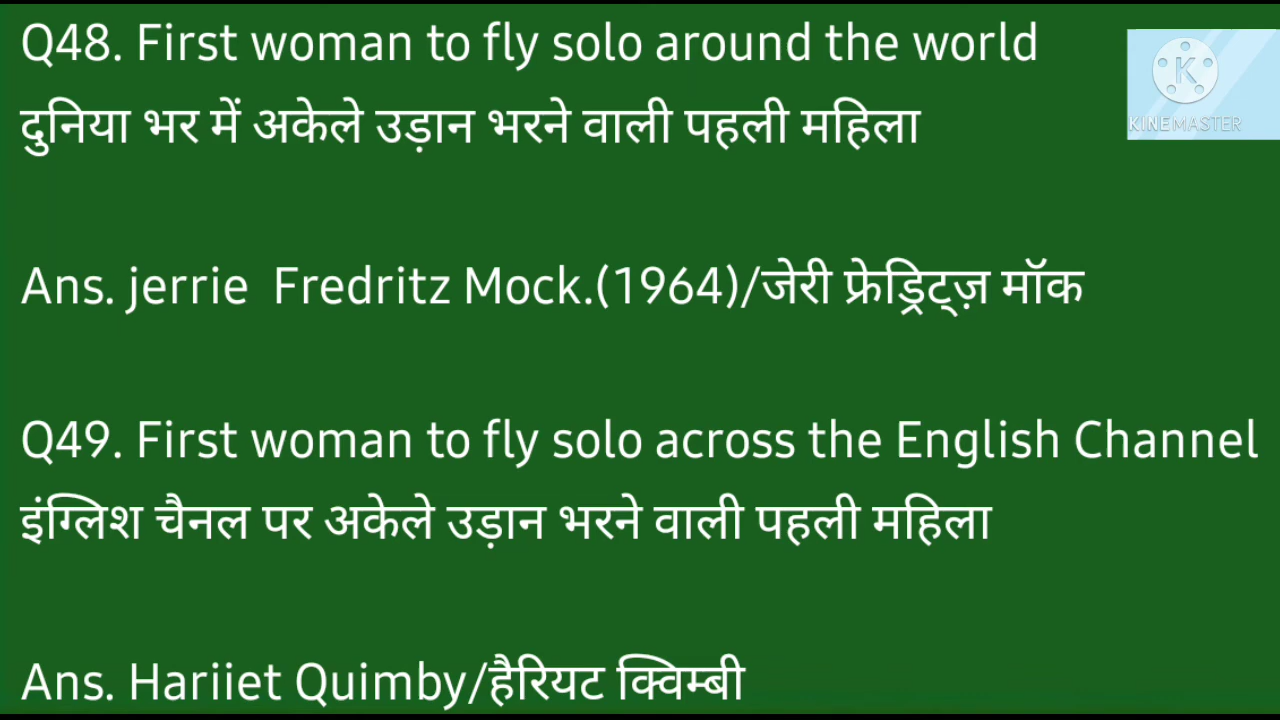 Q48. First woman to fly solo around the world
दुनिया भर में अकेले उड़ान भरने वाली पहली महिला
Ans. jerrie Fredritz Mock.(1964)/जेरी फ्रेड्रिट्ज़ मॉक
Q49. First woman to fly solo across the English Channel
इंग्लिश चैनल पर अकेले उड़ान भरने वाली पहली महिला
Ans. Hariiet Quimby/हैरियट क्विम्बी
K
KINEMASTER